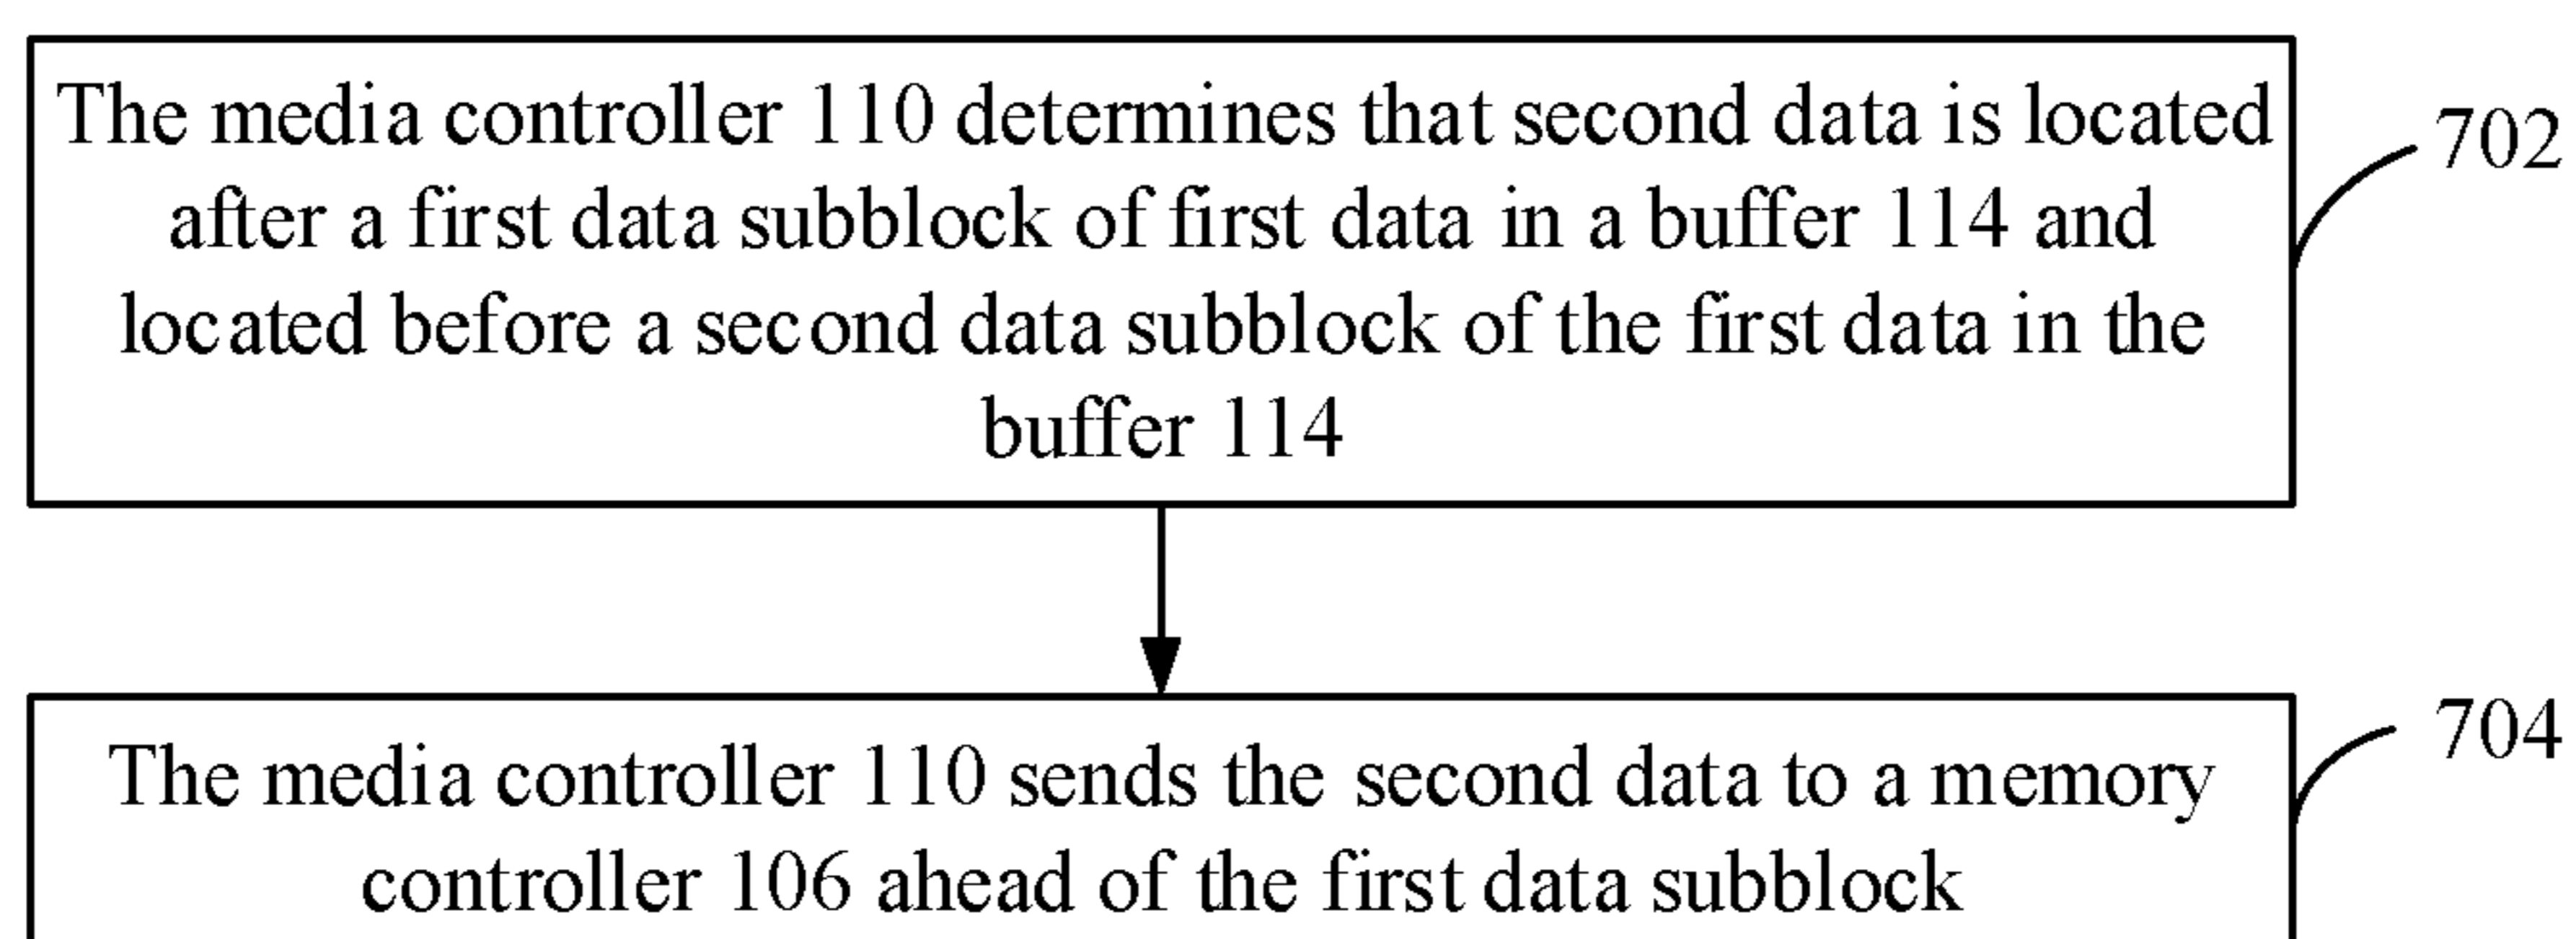 The media controller 110 determines that second data is located
after a first data subblock of first data in a buffer 114 and
located before a second data subblock of the first data in the
buffer 114
702
The media controller 110 sends the second data to a memory
controller 106 ahead of the first data subblock
704